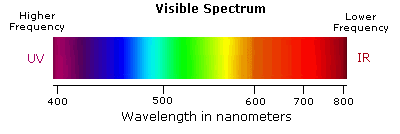 Visible Spectrum
Higher
Frequency
Lower
Frequency
UV
IR
400 500 600 700 800
Wavelength in nanometers